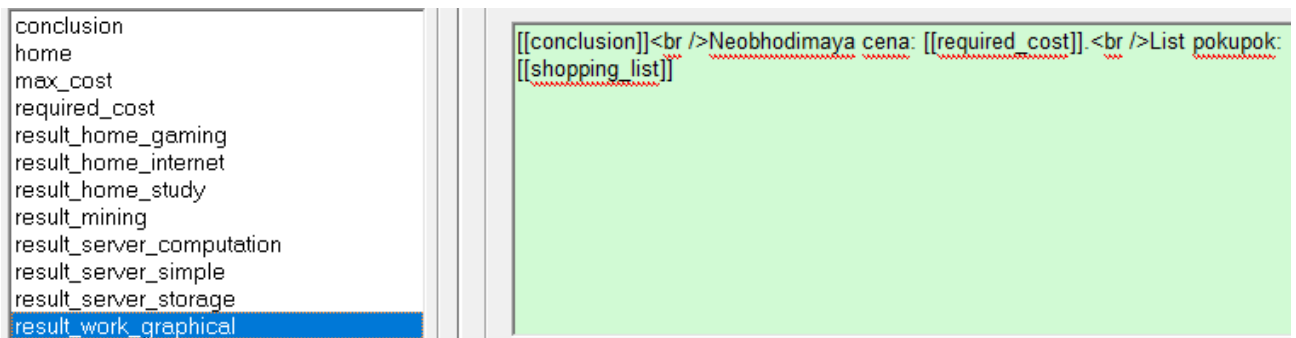 conclusion
home
max_cost
required_cost
result_home_gaming
result_home_internet
result_home_study
result_mining
result_server_computation
result_server_simple
result_server_storage
result_work_graphical
[[conclusion]]<br />Neobhodimaya cena: [[required_cost]].<br />List pokupok:
[[shopping_list]]